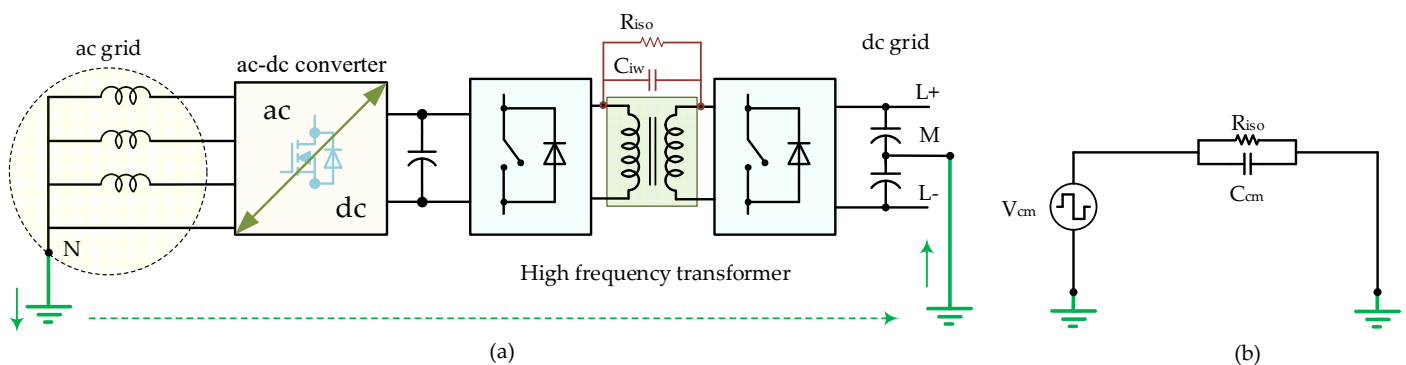 Riso
ac grid
Ciw
dc grid
ac-dc converter
L+
ac
M
Riso
dc
L-
Ccm
Vcm
N
High frequency transformer
(a)
(b)